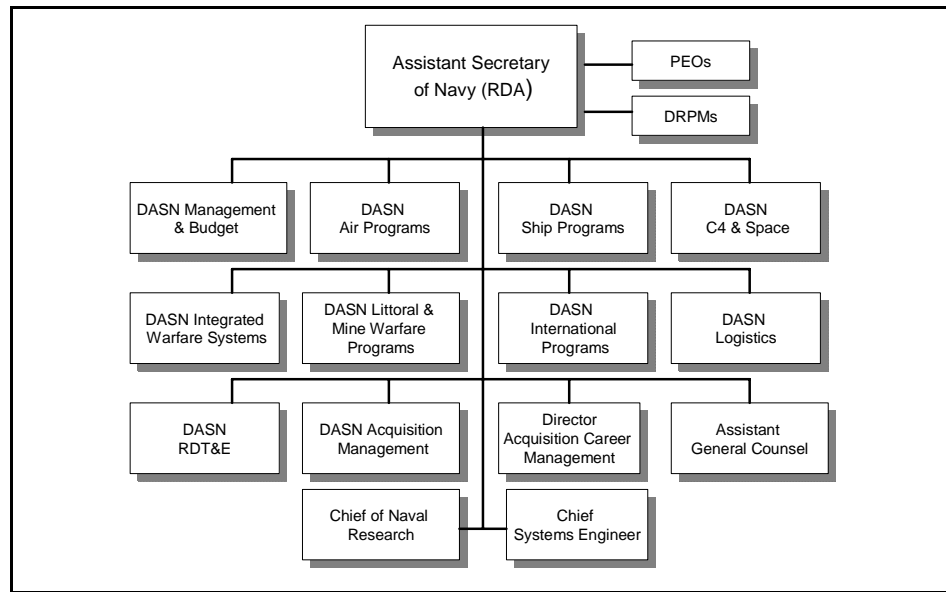 Assistant Secretary
of Navy (RDA)
PEOs
DRPMs
DASN Management
& Budget
DASN
Air Programs
DASN
Ship Programs
DASN
C4 & Space
DASN Integrated
Warfare Systems
DASN Littoral &
Mine Warfare
Programs
DASN
International
Programs
DASN
Logistics
DASN
RDT&E
DASN Acquisition
Management
Director
Acquisition Career
Management
Assistant
General Counsel
Chief of Naval
Research
Chief
Systems Engineer